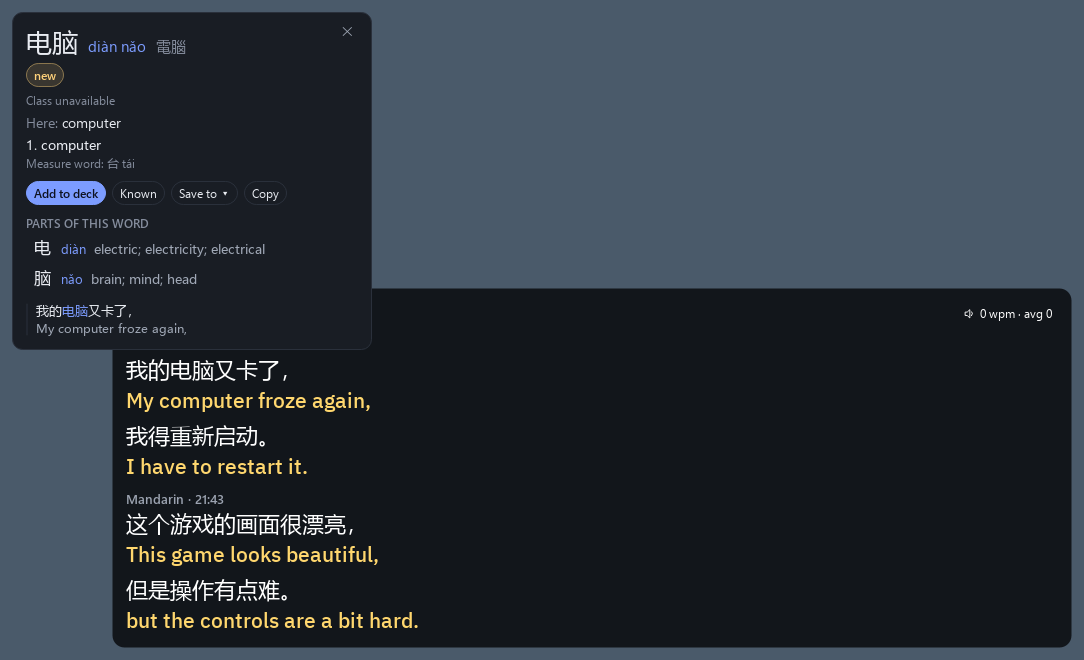 电脑 diàn nǎo 電腦
new
Class unavailable
Here: computer
1. computer
Measure word: 台 tái
Add to deck Known Save to ▾ Copy
PARTS OF THIS WORD
电 diàn electric; electricity; electrical
脑 nǎo brain; mind; head
我的电脑又卡了,
My computer froze again,
0 wpm · avg 0
我的电脑又卡了,
My computer froze again,
我得重新启动。
I have to restart it.
Mandarin · 21:43
这个游戏的画面很漂亮,
This game looks beautiful,
但是操作有点难。
but the controls are a bit hard.